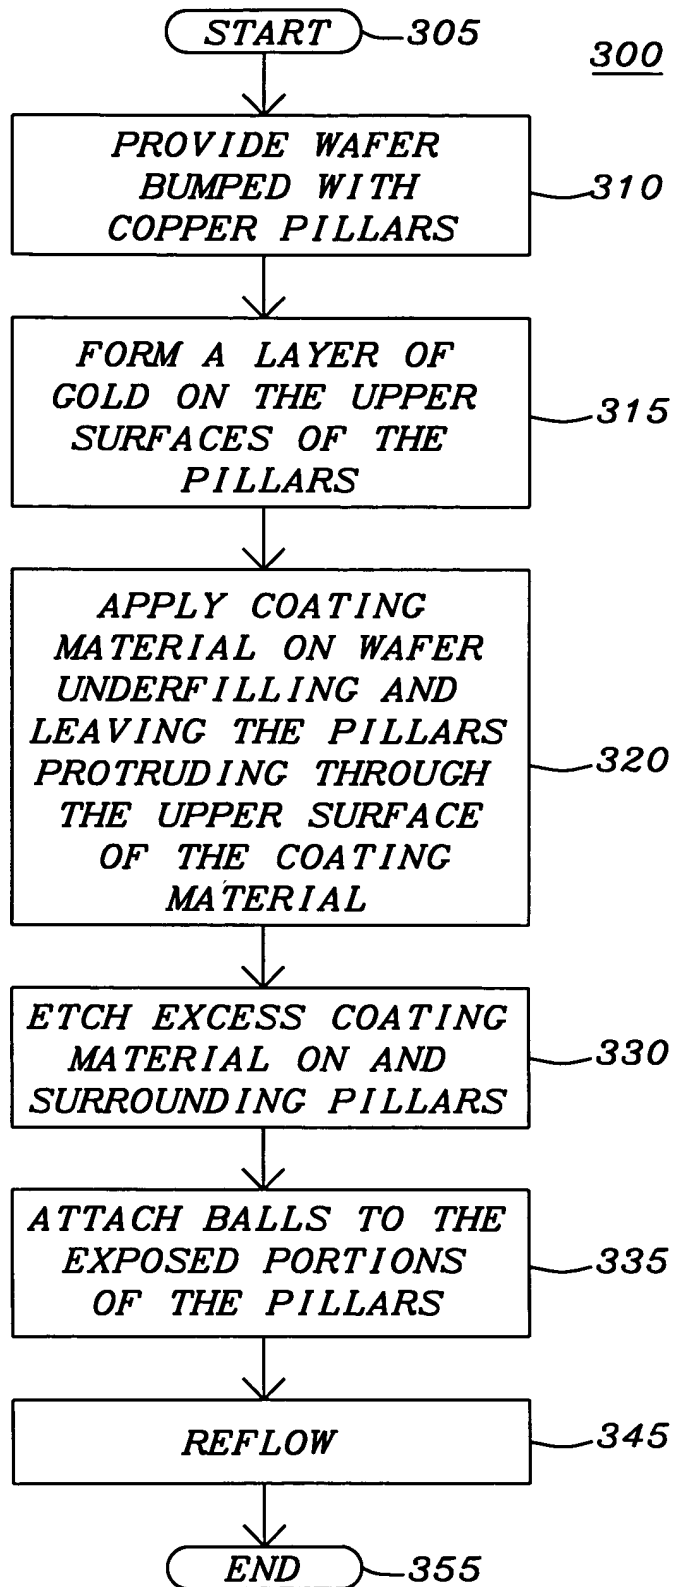 START 305
300
PROVIDE WAFER
BUMPED WITH
COPPER PILLARS
310
FORM A LAYER OF
GOLD ON THE UPPER
SURFACES OF THE
PILLARS
315
APPLY COATING
MATERIAL ON WAFER
UNDERFILLING AND
LEAVING THE PILLARS
PROTRUDING THROUGH
THE UPPER SURFACE
OF THE COATING
MATERIAL
320
ETCH EXCESS COATING
MATERIAL ON AND
SURROUNDING PILLARS
330
ATTACH BALLS TO THE
EXPOSED PORTIONS
OF THE PILLARS
335
REFLOW
345
END 355